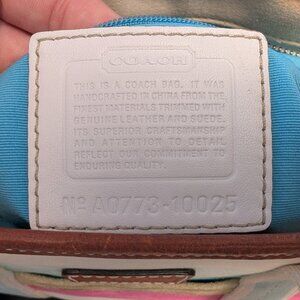 COACH
THIS IS A COACH BAG. IT WAS
HANDCRAFTED IN CHINA FROM THE
FINEST MATERIALS TRIMMED WITH
GENUINE LEATHER AND SUEDE.
ITS SUPERIOR CRAFTSMANSHIP
AND ATTENTION TO DETAIL
REFLECT OUR COMMITMENT TO
ENDURING QUALITY.
Nº A0773-10025